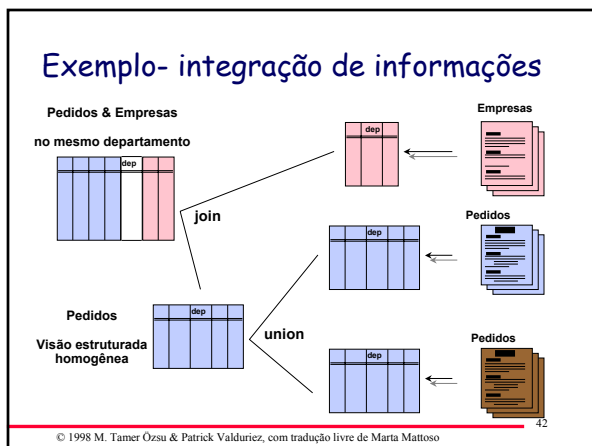 Exemplo- integração de informações
Pedidos & Empresas
no mesmo departamento
dep
join
dep
Empresas
dep
Pedidos
Pedidos
Visão estruturada
homogênea
dep
union
dep
Pedidos
42
© 1998 M. Tamer Özsu & Patrick Valduriez, com tradução livre de Marta Mattoso